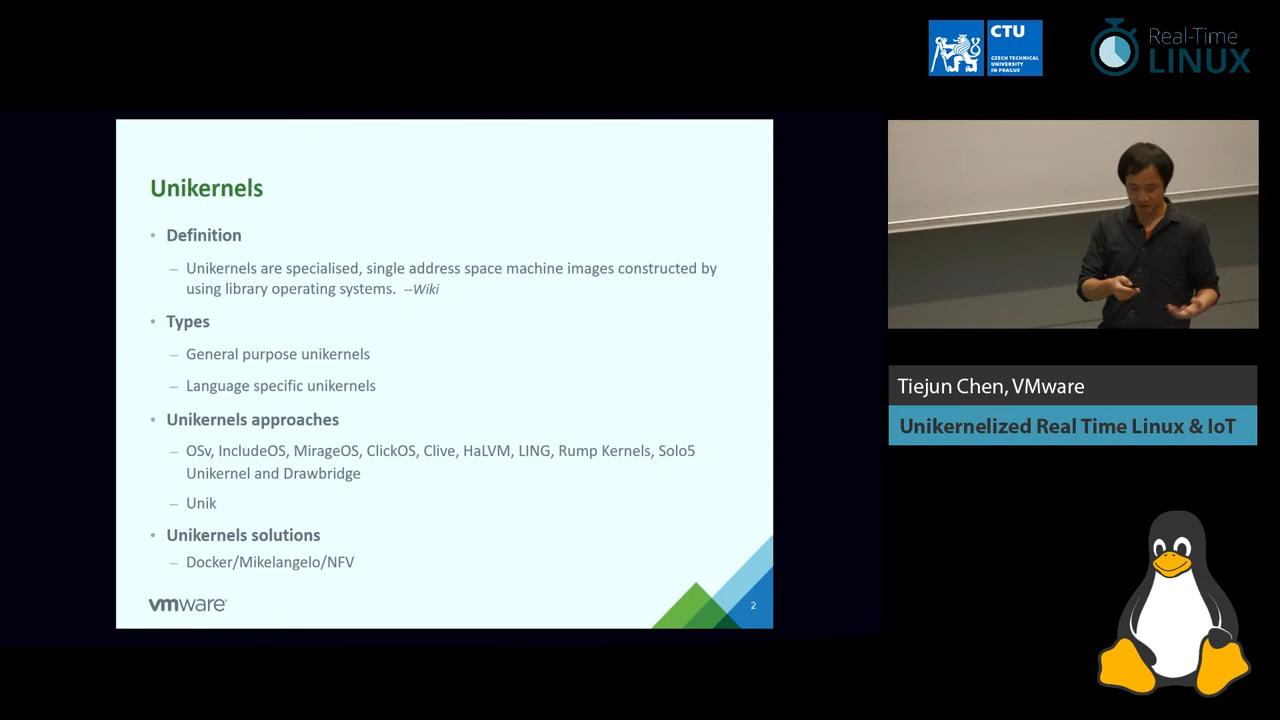 CTU
CZECH TECHNICAL
UNIVERSITY
IN PRAGUE
Real-Time
LINUX
Unikernels
• Definition
– Unikernels are specialised, single address space machine images constructed by
using library operating systems. --Wiki
• Types
– General purpose unikernels
– Language specific unikernels
• Unikernels approaches
– OSv, IncludeOS, MirageOS, ClickOS, Clive, HaLVM, LING, Rump Kernels, Solo5
Unikernel and Drawbridge
– Unik
• Unikernels solutions
– Docker/Mikelangelo/NFV
vmware®
2
Tiejun Chen, VMware
Unikernelized Real Time Linux & IoT